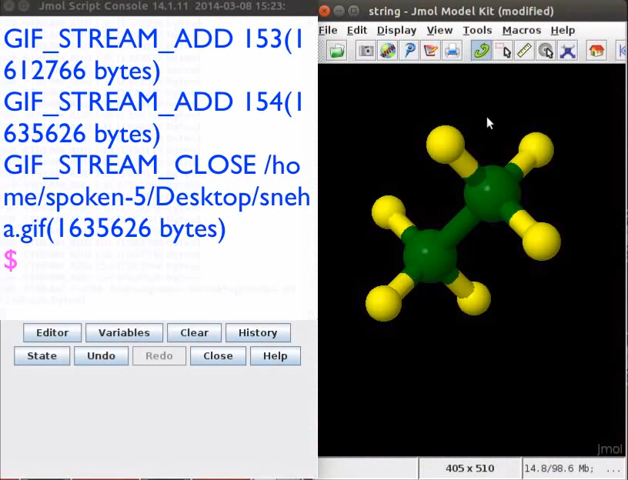 Jmol Script Console 14.1.11 2014-03-08 15:23:
GIF_STREAM_ADD 153(1
612766 bytes)
GIF_STREAM_ADD 154(1
635626 bytes)
GIF_STREAM_CLOSE /ho
me/spoken-5/Desktop/sneh
a.gif(1635626 bytes)
$
Editor Variables Clear History
State Undo Redo Close Help
string - Jmol Model Kit (modified)
File Edit Display View Tools Macros Help
Jmol
405 x 510 14.8/98.6 Mb; ...